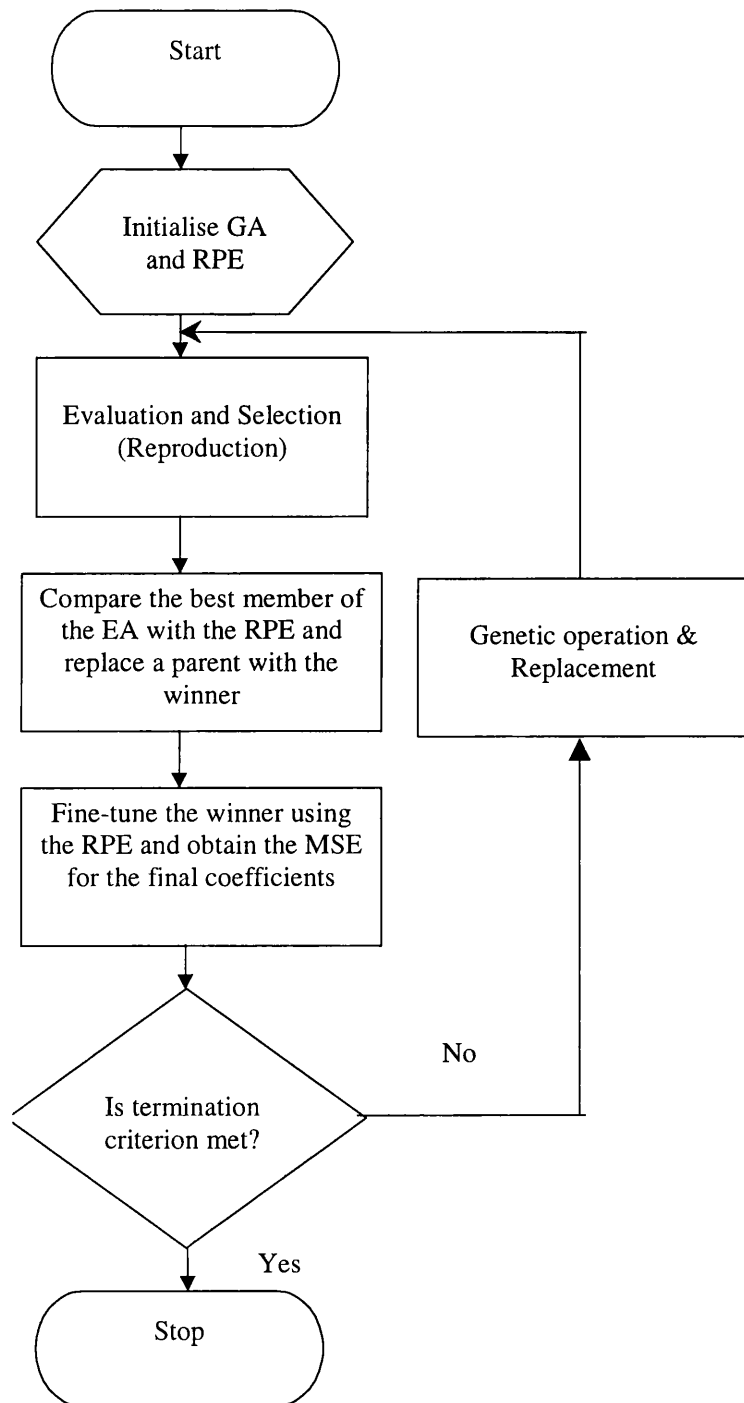 Start
Initialise GA
and RPE
Evaluation and Selection
(Reproduction)
Compare the best member of
the EA with the RPE and
replace a parent with the
winner
Genetic operation &
Replacement
Fine-tune the winner using
the RPE and obtain the MSE
for the final coefficients
No
Is termination
criterion met?
Yes
Stop